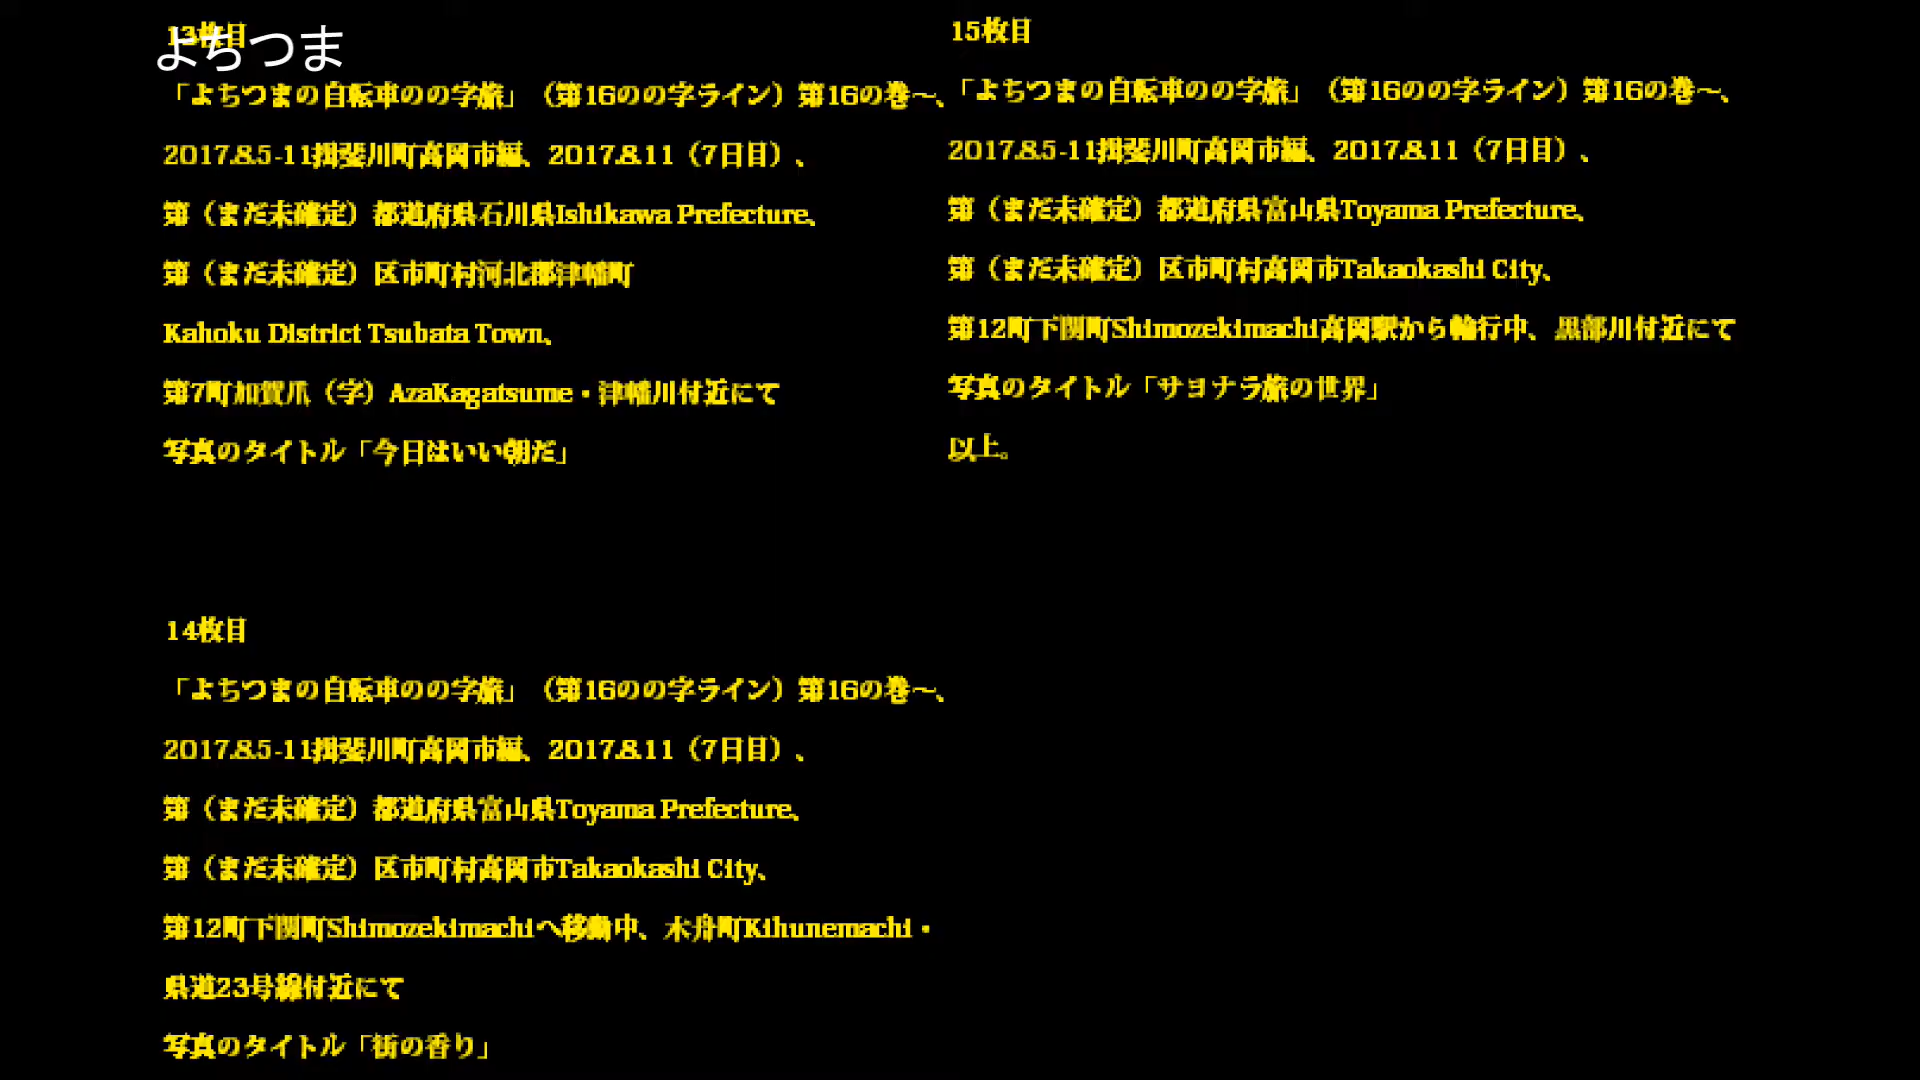 よちつま
13枚目
「よちつまの自転車のの字旅」（第16のの字ライン）第16の巻〜、
2017.8.5-11揖斐川町高岡市編、2017.8.11（7日目）、
第（まだ未確定）都道府県石川県Ishikawa Prefecture、
第（まだ未確定）区市町村河北郡津幡町
Kahoku District Tsubata Town、
第7町加賀爪（字）AzaKagatsume・津幡川付近にて
写真のタイトル「今日はいい朝だ」
14枚目
「よちつまの自転車のの字旅」（第16のの字ライン）第16の巻〜、
2017.8.5-11揖斐川町高岡市編、2017.8.11（7日目）、
第（まだ未確定）都道府県富山県Toyama Prefecture、
第（まだ未確定）区市町村高岡市Takaokashi City、
第12町下関町Shimozekimachiへ移動中、木舟町Kihunemachi・
県道23号線付近にて
写真のタイトル「街の香り」
15枚目
「よちつまの自転車のの字旅」（第16のの字ライン）第16の巻〜、
2017.8.5-11揖斐川町高岡市編、2017.8.11（7日目）、
第（まだ未確定）都道府県富山県Toyama Prefecture、
第（まだ未確定）区市町村高岡市Takaokashi City、
第12町下関町Shimozekimachi高岡駅から輪行中、黒部川付近にて
写真のタイトル「サヨナラ旅の世界」
以上。